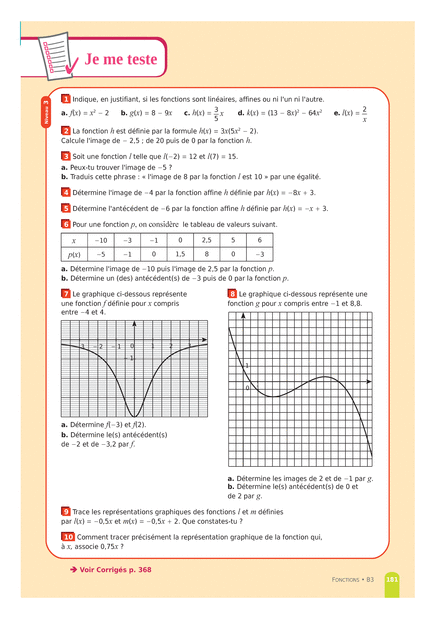 Je me teste
Niveau 3
1 Indique, en justifiant, si les fonctions sont linéaires, affines ou ni l'un ni l'autre.
a. f(x) = x² − 2 b. g(x) = 8 − 9x c. h(x) = 3/5 x d. k(x) = (13 − 8x)² − 64x² e. l(x) = 2/x
2 La fonction h est définie par la formule h(x) = 3x(5x² − 2).
Calcule l'image de − 2,5 ; de 20 puis de 0 par la fonction h.
3 Soit une fonction l telle que l(−2) = 12 et l(7) = 15.
a. Peux-tu trouver l'image de −5 ?
b. Traduis cette phrase : « l'image de 8 par la fonction l est 10 » par une égalité.
4 Détermine l'image de −4 par la fonction affine h définie par h(x) = −8x + 3.
5 Détermine l'antécédent de −6 par la fonction affine h définie par h(x) = −x + 3.
6 Pour une fonction p, on considère le tableau de valeurs suivant.
x −10 −3 −1 0 2,5 5 6
p(x) −5 −1 0 1,5 8 0 −3
a. Détermine l'image de −10 puis l'image de 2,5 par la fonction p.
b. Détermine un (des) antécédent(s) de −3 puis de 0 par la fonction p.
7 Le graphique ci-dessous représente
une fonction f définie pour x compris
entre −4 et 4.
− 3 − 2 − 1 0 1 2 3
− 1
a. Détermine f(−3) et f(2).
b. Détermine le(s) antécédent(s)
de −2 et de −3,2 par f.
8 Le graphique ci-dessous représente une
fonction g pour x compris entre −1 et 8,8.
1
0 1
a. Détermine les images de 2 et de −1 par g.
b. Détermine le(s) antécédent(s) de 0 et
de 2 par g.
9 Trace les représentations graphiques des fonctions l et m définies
par l(x) = −0,5x et m(x) = −0,5x + 2. Que constates-tu ?
10 Comment tracer précisément la représentation graphique de la fonction qui,
à x, associe 0,75x ?
➔ Voir Corrigés p. 368
FONCTIONS • B3 181